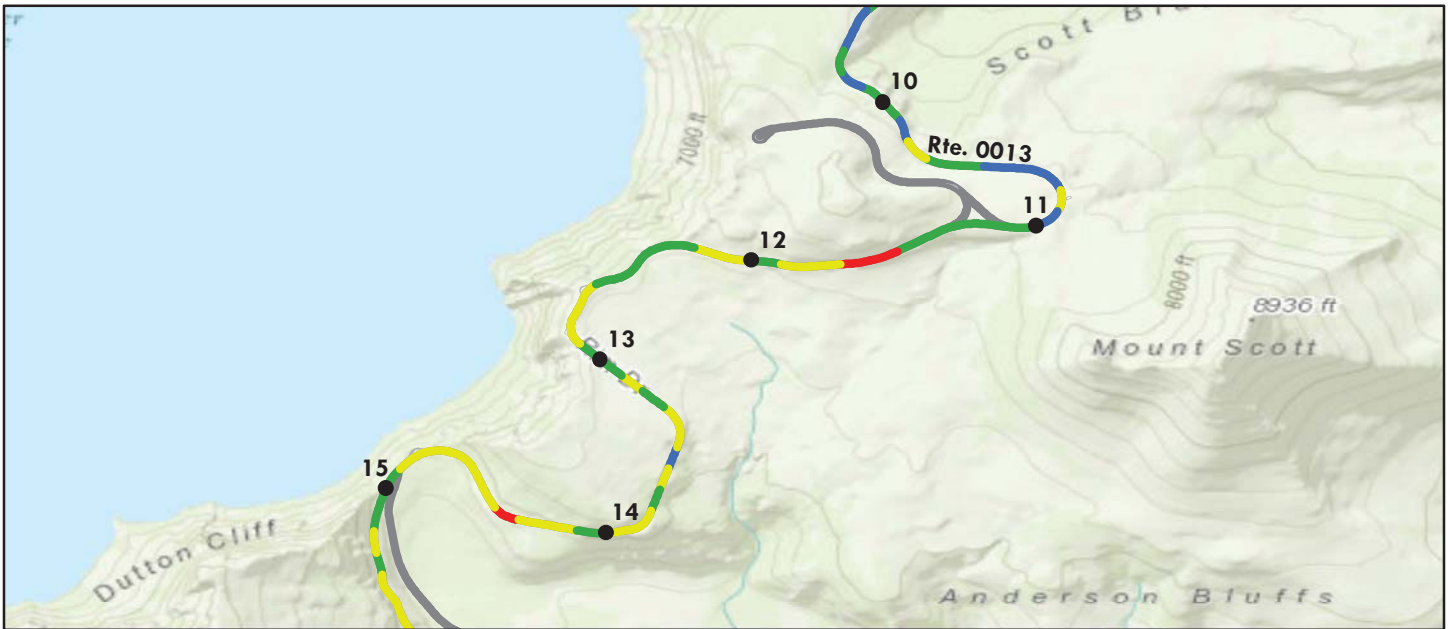 Scott Bl
10
7000 ft
Rte. 0013
11
12
8000 ft
8936 ft
13
Mount Scott
15
14
Dutton Cliff
Anderson Bluffs